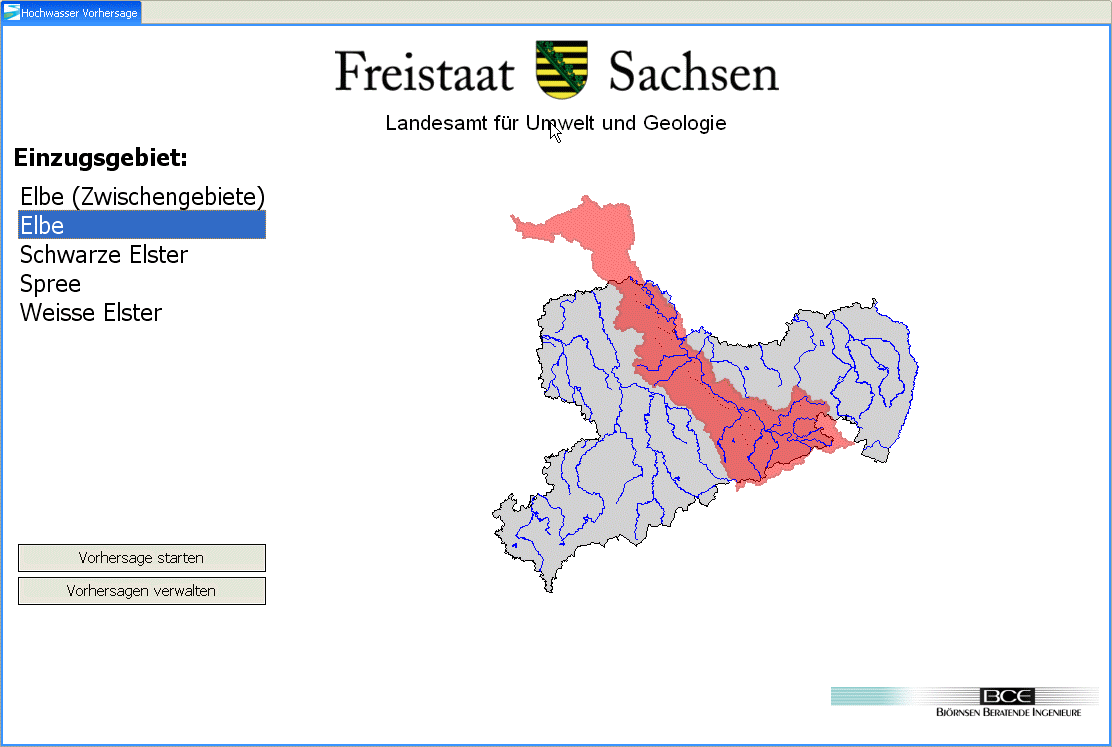 Hochwasser Vorhersage
Freistaat Sachsen
Landesamt für Umwelt und Geologie
Einzugsgebiet:
Elbe (Zwischengebiete)
Elbe
Schwarze Elster
Spree
Weisse Elster
Vorhersage starten
Vorhersagen verwalten
BCE
BJÖRNSEN BERATENDE INGENIEURE